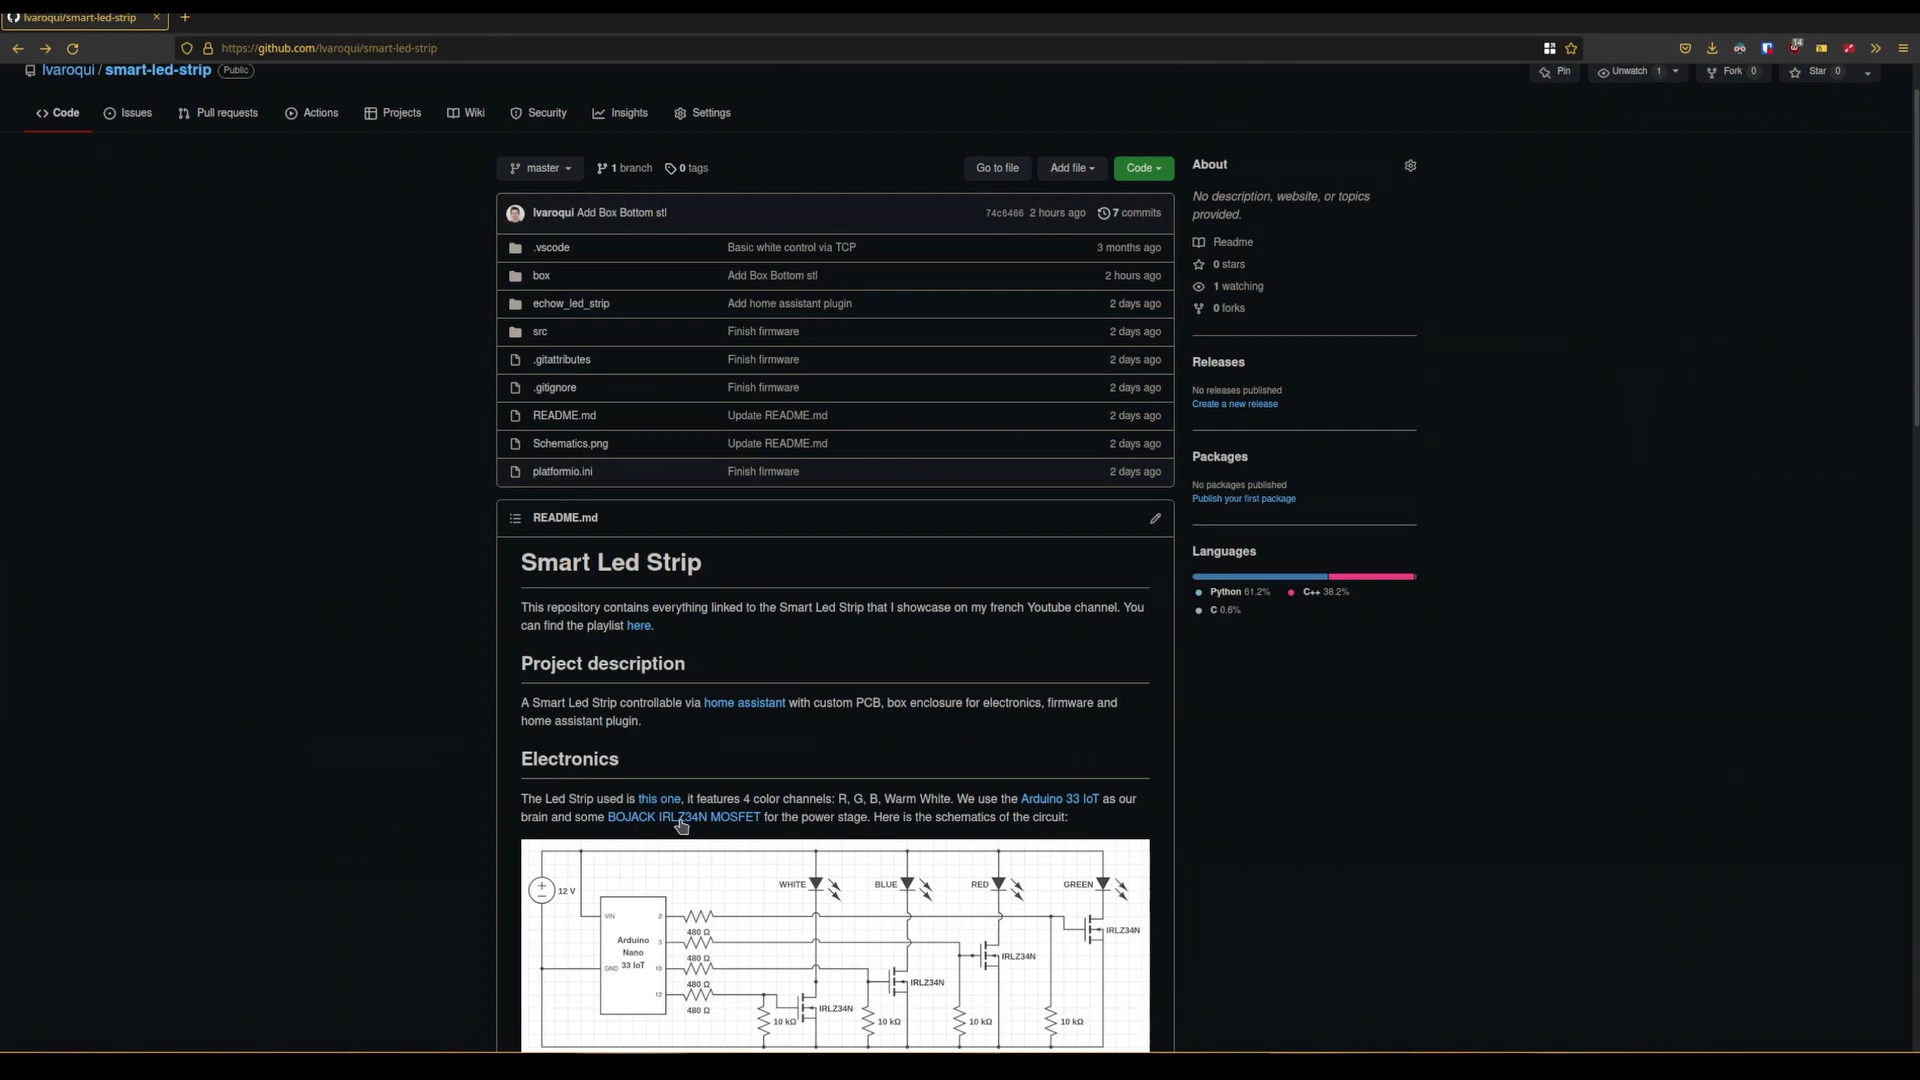 lvaroqui/smart-led-strip
https://github.com/lvaroqui/smart-led-strip
14
lvaroqui / smart-led-strip Public
Pin
Unwatch 1
Fork 0
Star 0
Code
Issues
Pull requests
Actions
Projects
Wiki
Security
Insights
Settings
master
1 branch
0 tags
Go to file
Add file
Code
lvaroqui Add Box Bottom stl 74c6466 2 hours ago 7 commits
.vscode Basic white control via TCP 3 months ago
box Add Box Bottom stl 2 hours ago
echow_led_strip Add home assistant plugin 2 days ago
src Finish firmware 2 days ago
.gitattributes Finish firmware 2 days ago
.gitignore Finish firmware 2 days ago
README.md Update README.md 2 days ago
Schematics.png Update README.md 2 days ago
platformio.ini Finish firmware 2 days ago
README.md
Smart Led Strip
This repository contains everything linked to the Smart Led Strip that I showcase on my french Youtube channel. You
can find the playlist here.
Project description
A Smart Led Strip controllable via home assistant with custom PCB, box enclosure for electronics, firmware and
home assistant plugin.
Electronics
The Led Strip used is this one, it features 4 color channels: R, G, B, Warm White. We use the Arduino 33 IoT as our
brain and some BOJACK IRLZ34N MOSFET for the power stage. Here is the schematics of the circuit:
12 V
WHITE
BLUE
RED
GREEN
VIN
2
480 Ω
IRLZ34N
Arduino
Nano
33 IoT
3
480 Ω
IRLZ34N
GND
10
480 Ω
IRLZ34N
12
480 Ω
IRLZ34N
10 kΩ
10 kΩ
10 kΩ
10 kΩ
About
No description, website, or topics
provided.
Readme
0 stars
1 watching
0 forks
Releases
No releases published
Create a new release
Packages
No packages published
Publish your first package
Languages
Python 61.2%
C++ 38.2%
C 0.6%